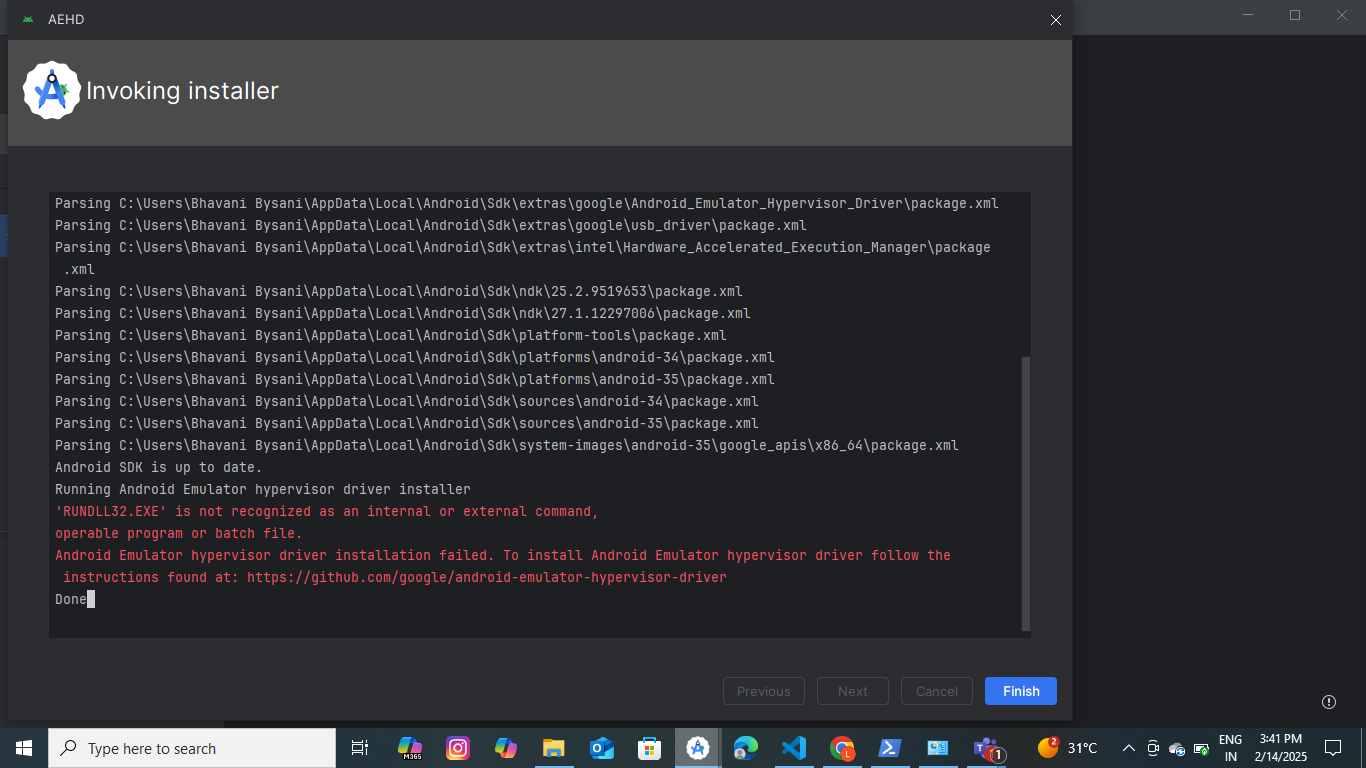 AEHD
Invoking installer
Parsing C:\Users\Bhavani Bysani\AppData\Local\Android\Sdk\extras\google\Android_Emulator_Hypervisor_Driver\package.xml
Parsing C:\Users\Bhavani Bysani\AppData\Local\Android\Sdk\extras\google\usb_driver\package.xml
Parsing C:\Users\Bhavani Bysani\AppData\Local\Android\Sdk\extras\intel\Hardware_Accelerated_Execution_Manager\package
.xml
Parsing C:\Users\Bhavani Bysani\AppData\Local\Android\Sdk\ndk\25.2.9519653\package.xml
Parsing C:\Users\Bhavani Bysani\AppData\Local\Android\Sdk\ndk\27.1.12297006\package.xml
Parsing C:\Users\Bhavani Bysani\AppData\Local\Android\Sdk\platform-tools\package.xml
Parsing C:\Users\Bhavani Bysani\AppData\Local\Android\Sdk\platforms\android-34\package.xml
Parsing C:\Users\Bhavani Bysani\AppData\Local\Android\Sdk\platforms\android-35\package.xml
Parsing C:\Users\Bhavani Bysani\AppData\Local\Android\Sdk\sources\android-34\package.xml
Parsing C:\Users\Bhavani Bysani\AppData\Local\Android\Sdk\sources\android-35\package.xml
Parsing C:\Users\Bhavani Bysani\AppData\Local\Android\Sdk\system-images\android-35\google_apis\x86_64\package.xml
Android SDK is up to date.
Running Android Emulator hypervisor driver installer
'RUNDLL32.EXE' is not recognized as an internal or external command,
operable program or batch file.
Android Emulator hypervisor driver installation failed. To install Android Emulator hypervisor driver follow the
instructions found at: https://github.com/google/android-emulator-hypervisor-driver
Done
Previous Next Cancel Finish
Type here to search M365 L 1 2 31°C ENG IN 3:41 PM 2/14/2025